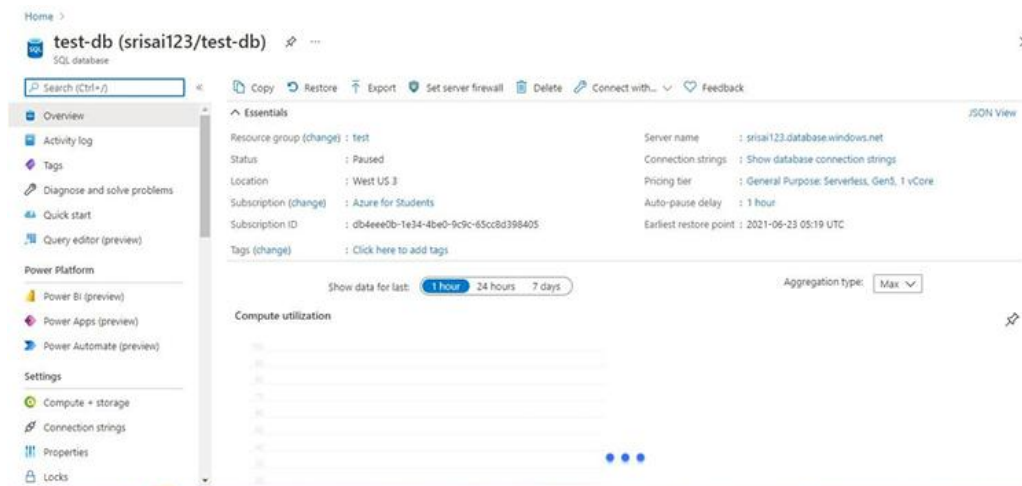 Home >
test-db (srisai123/test-db)
SQL
SQL database
Search (Ctrl+/)
«
Copy Restore Export Set server firewall Delete Connect with... Feedback
Overview
Activity log
Tags
Diagnose and solve problems
Quick start
Query editor (preview)
Power Platform
Power BI (preview)
Power Apps (preview)
Power Automate (preview)
Settings
Compute + storage
Connection strings
Properties
Locks
Essentials JSON View
Resource group (change) : test
Status : Paused
Location : West US 3
Subscription (change) : Azure for Students
Subscription ID : db4eee0b-1e34-4be0-9c9c-65cc8d398405
Tags (change) : Click here to add tags
Server name : srisai123.database.windows.net
Connection strings : Show database connection strings
Pricing tier : General Purpose: Serverless, Gen5, 1 vCore
Auto-pause delay : 1 hour
Earliest restore point : 2021-06-23 05:19 UTC
Show data for last: 1 hour 24 hours 7 days
Aggregation type: Max
Compute utilization